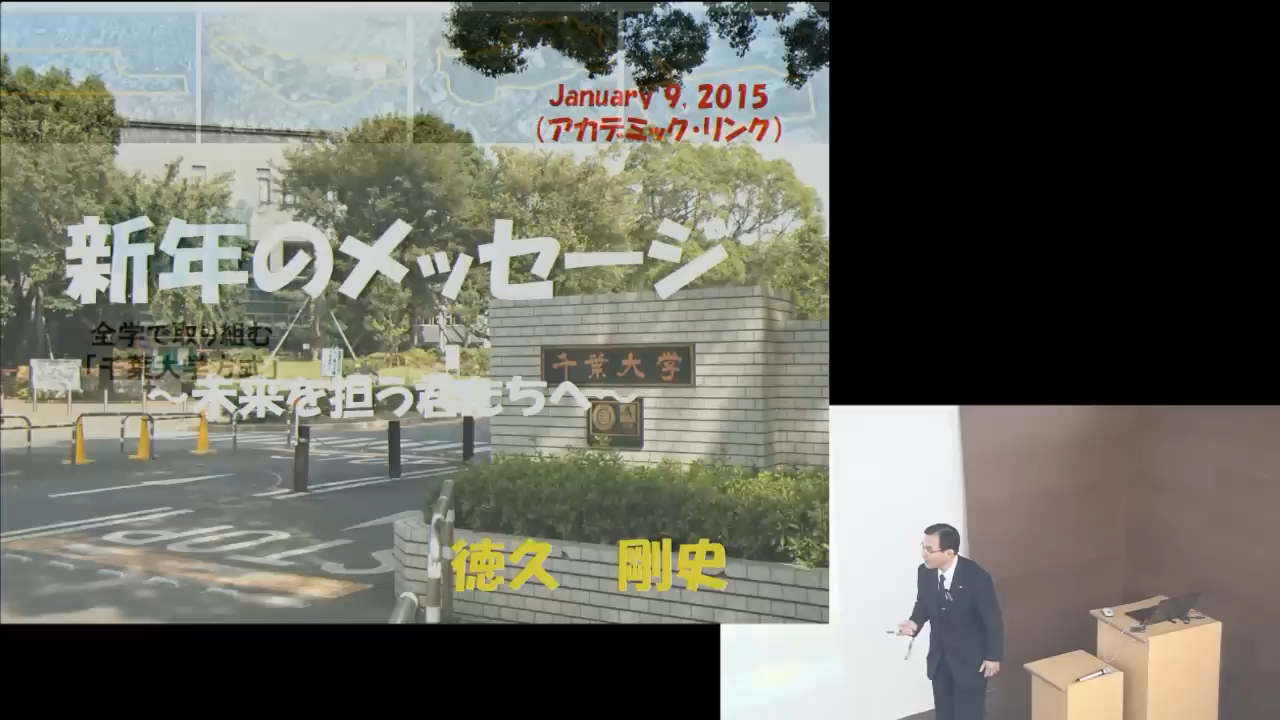 January 9, 2015
(アカデミック・リンク)
新年のメッセージ
全学で取り組む
「千葉大学方式」
千葉大学
～未来を担う君たちへ～
STOP
徳久　剛史